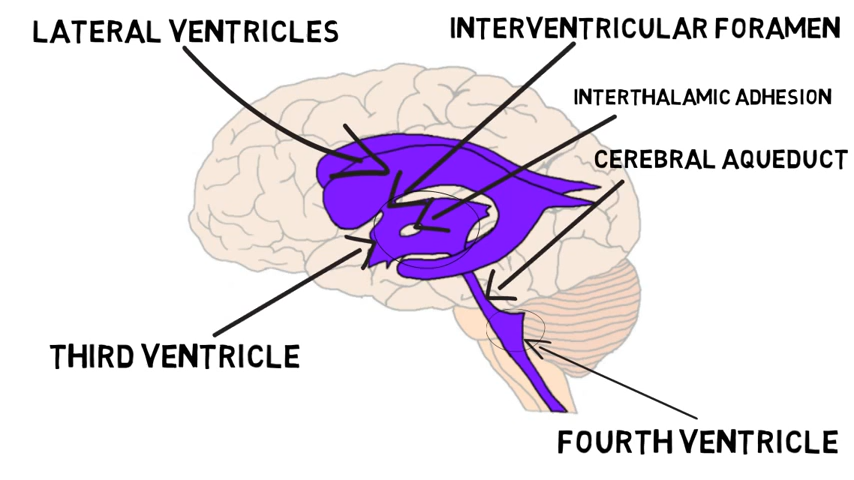 LATERAL VENTRICLES
INTERVENTRICULAR FORAMEN
INTERTHALAMIC ADHESION
CEREBRAL AQUEDUCT
THIRD VENTRICLE
FOURTH VENTRICLE